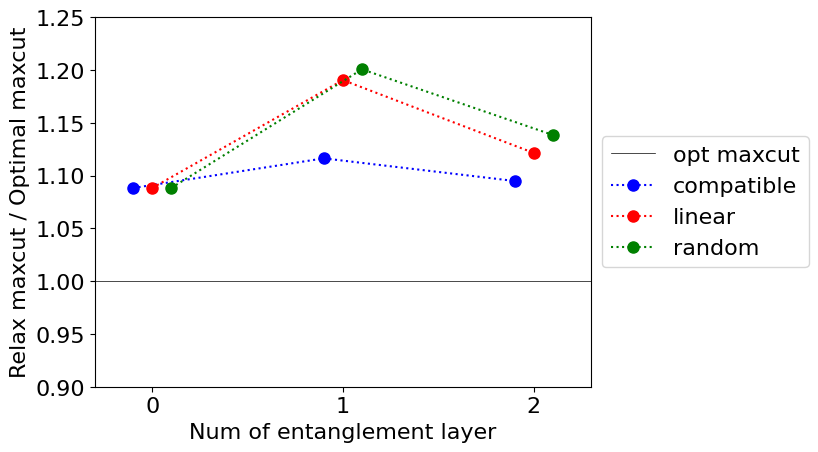 Relax maxcut / Optimal maxcut
1.25
1.20
1.15
1.10
1.05
1.00
0.95
0.90
0
1
2
Num of entanglement layer
opt maxcut
compatible
linear
random